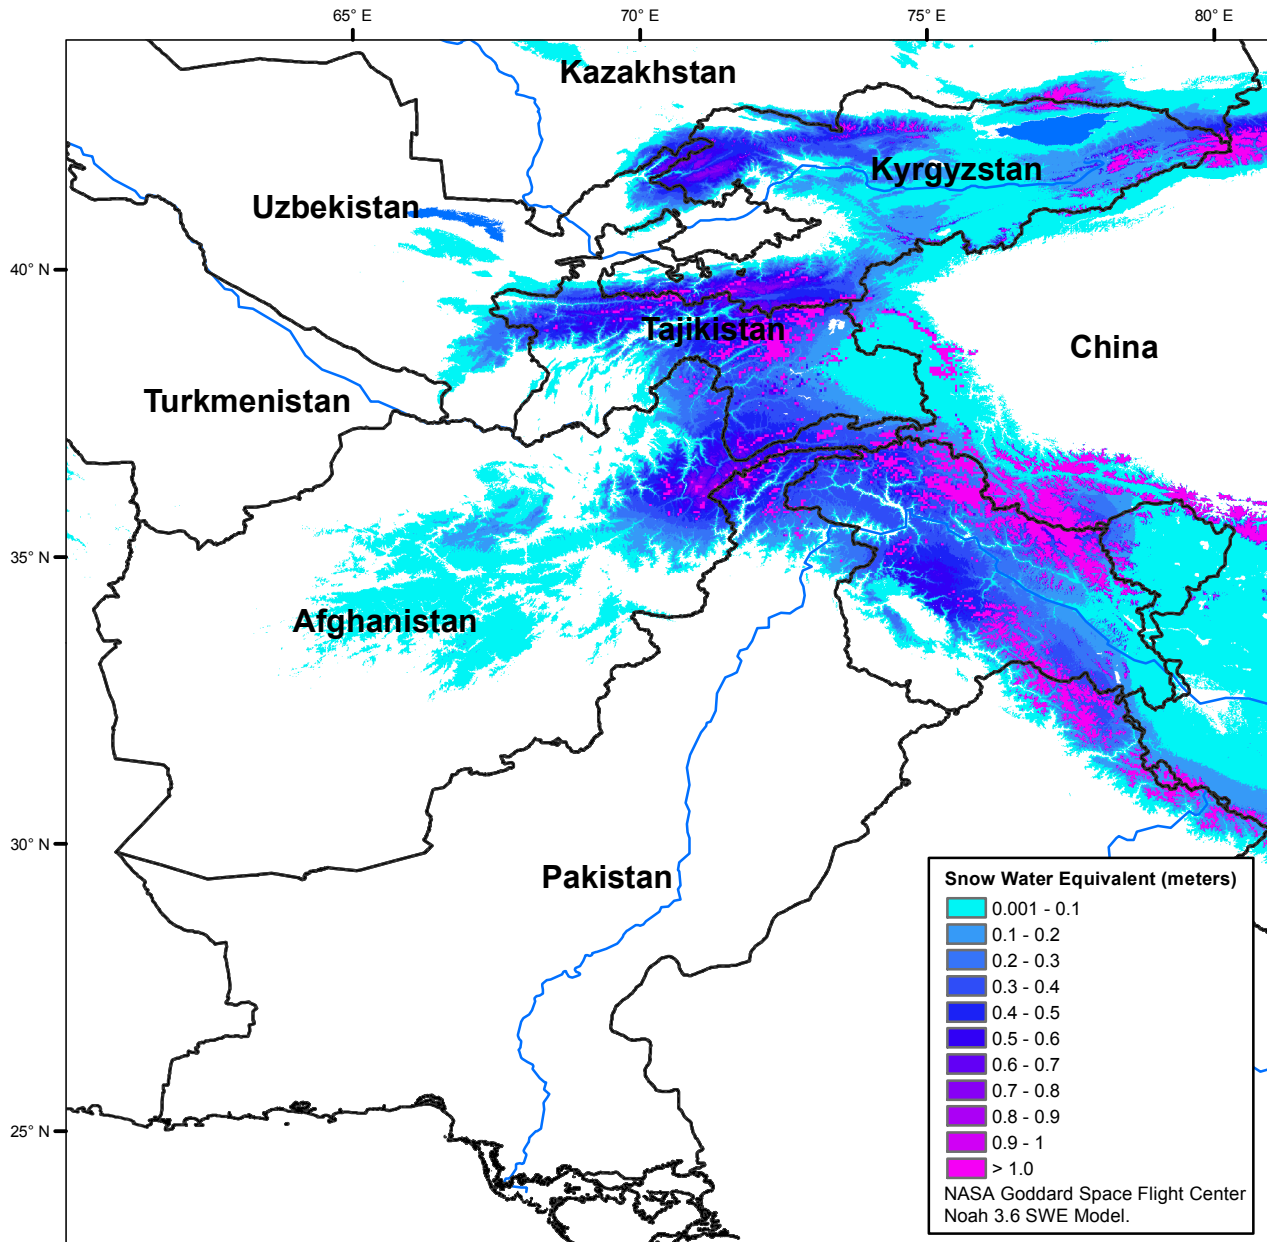 65° E
70° E
75° E
80° E
Kazakhstan
Kyrgyzstan
Uzbekistan
40° N
Tajikistan
China
Turkmenistan
35° N
Afghanistan
30° N
Pakistan
25° N
Snow Water Equivalent (meters)
0.001 - 0.1
0.1 - 0.2
0.2 - 0.3
0.3 - 0.4
0.4 - 0.5
0.5 - 0.6
0.6 - 0.7
0.7 - 0.8
0.8 - 0.9
0.9 - 1
> 1.0
NASA Goddard Space Flight Center
Noah 3.6 SWE Model.